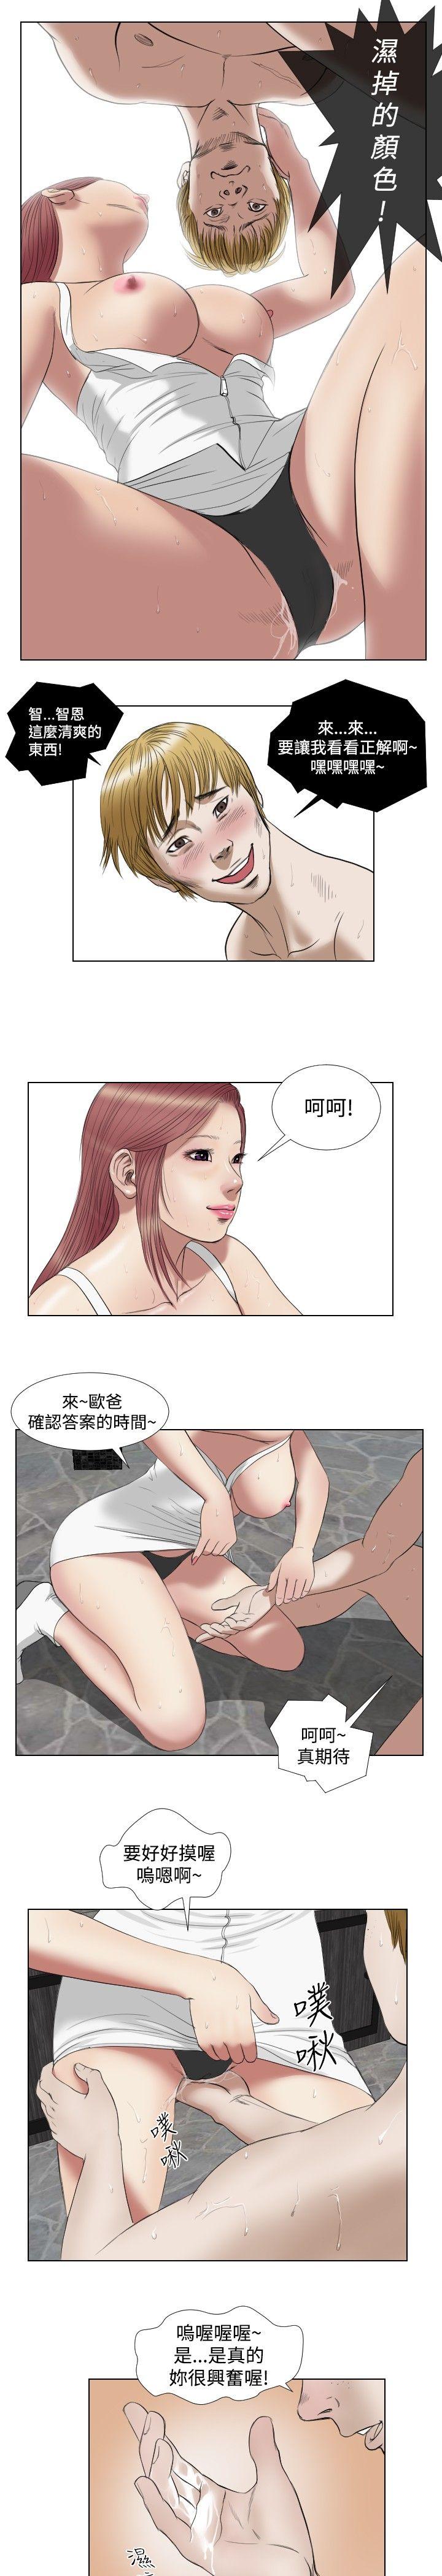 濕掉的顏色!
智...智恩
這麼清爽的
東西!
來...來...
要讓我看看正解啊~
嘿嘿嘿嘿~
呵呵!
來~歐爸
確認答案的時間~
呵呵~
真期待
要好好摸喔
嗚嗯啊~
噗啾
噗啾
嗚喔喔喔~
是...是真的
妳很興奮喔!
濕